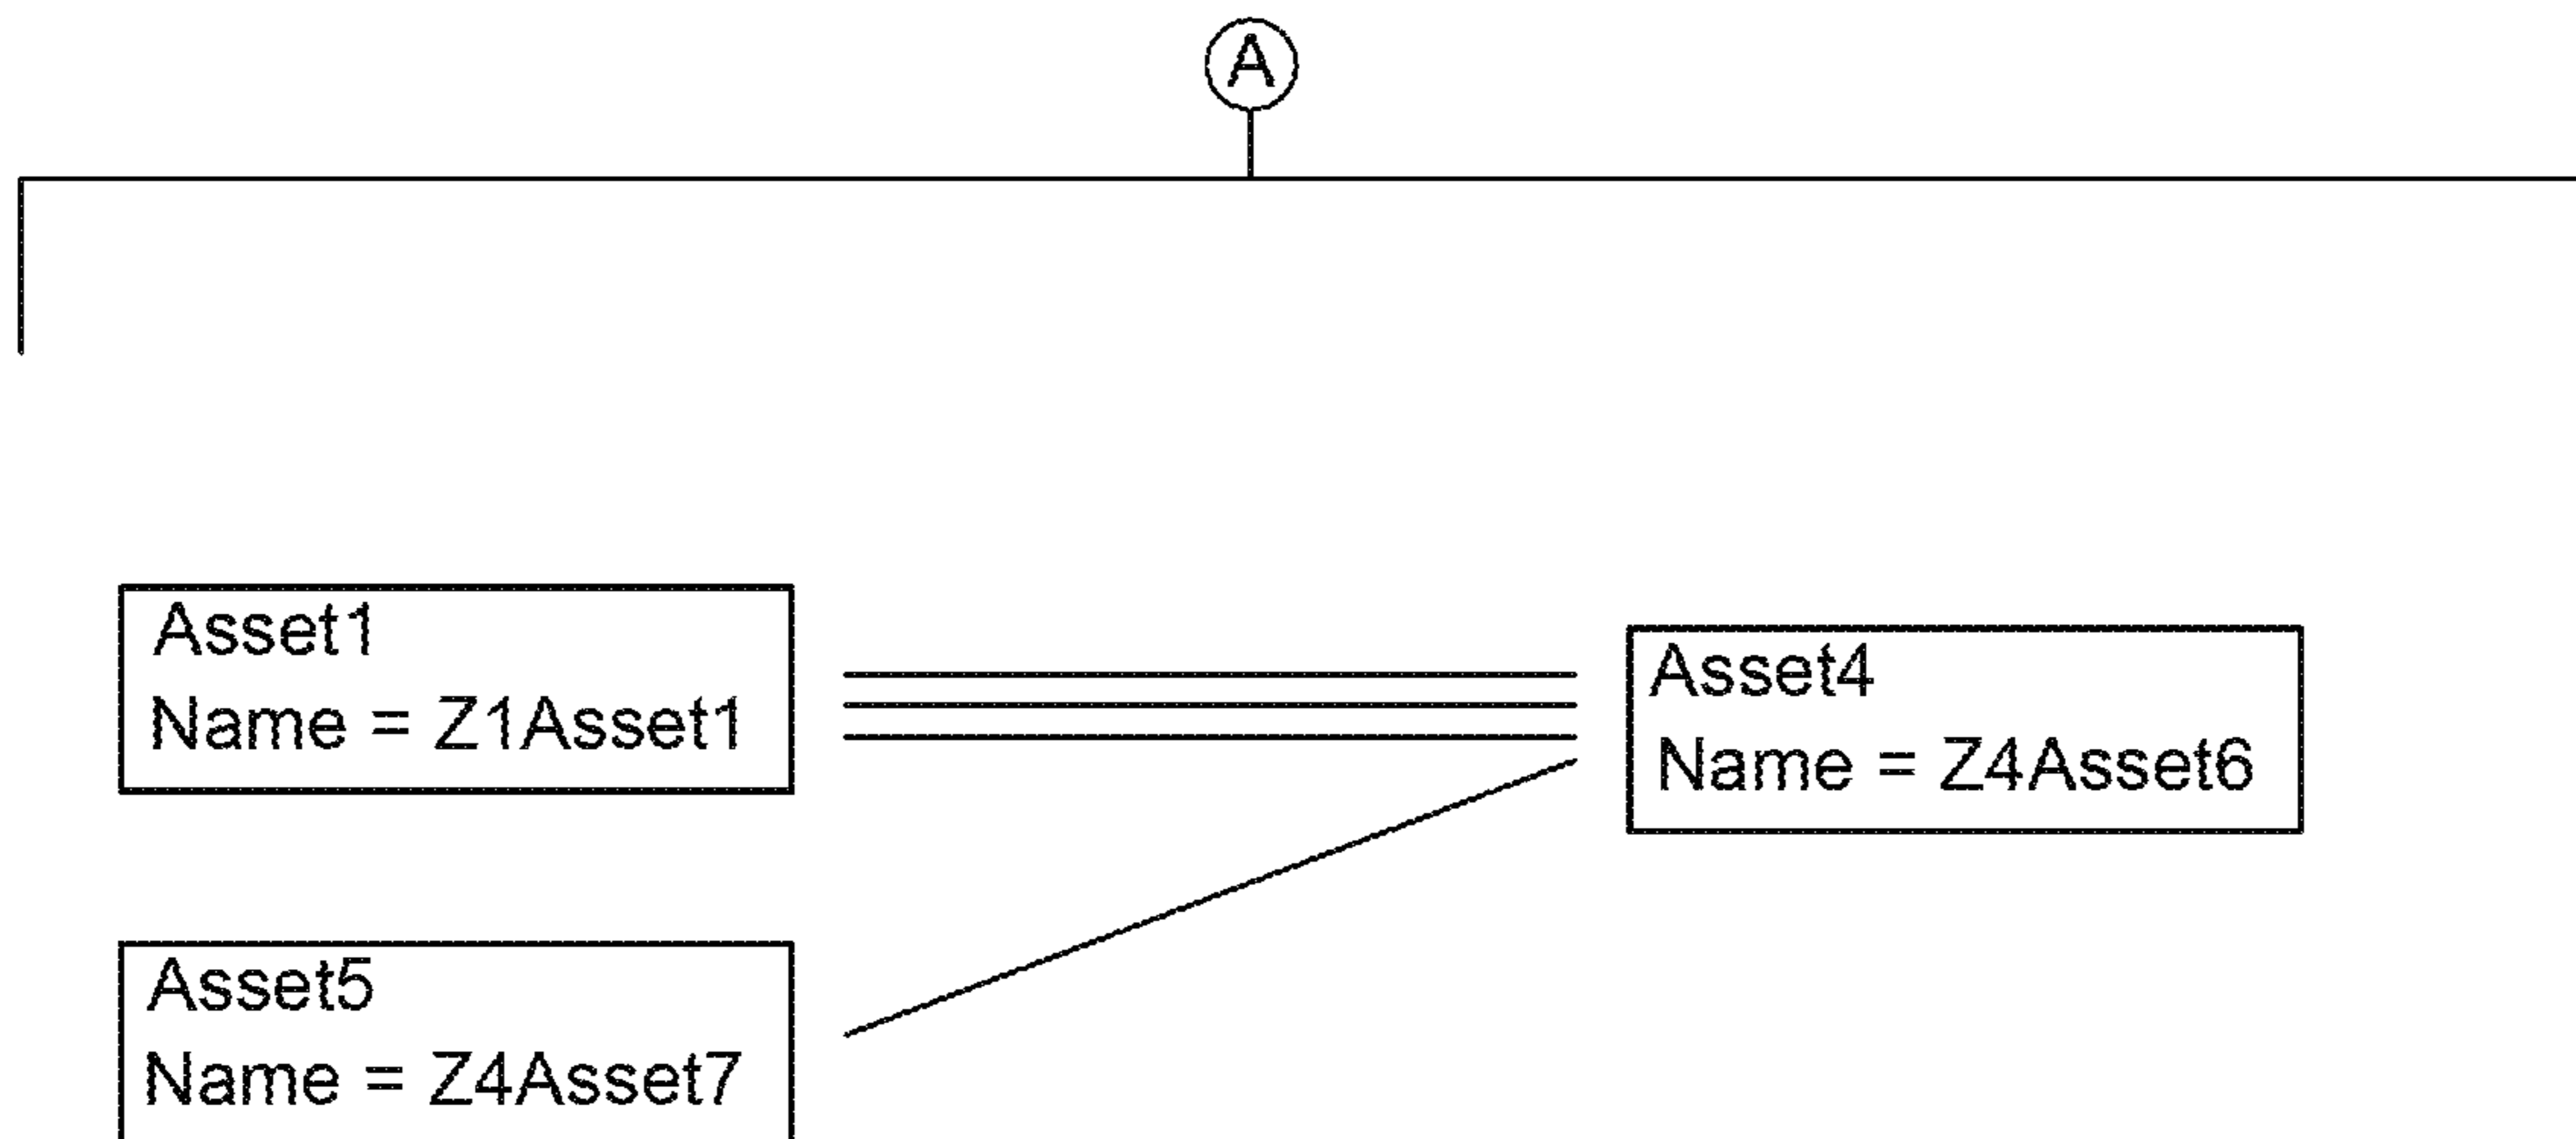 A
Asset1
Name = Z1Asset1
Asset4
Name = Z4Asset6
Asset5
Name = Z4Asset7